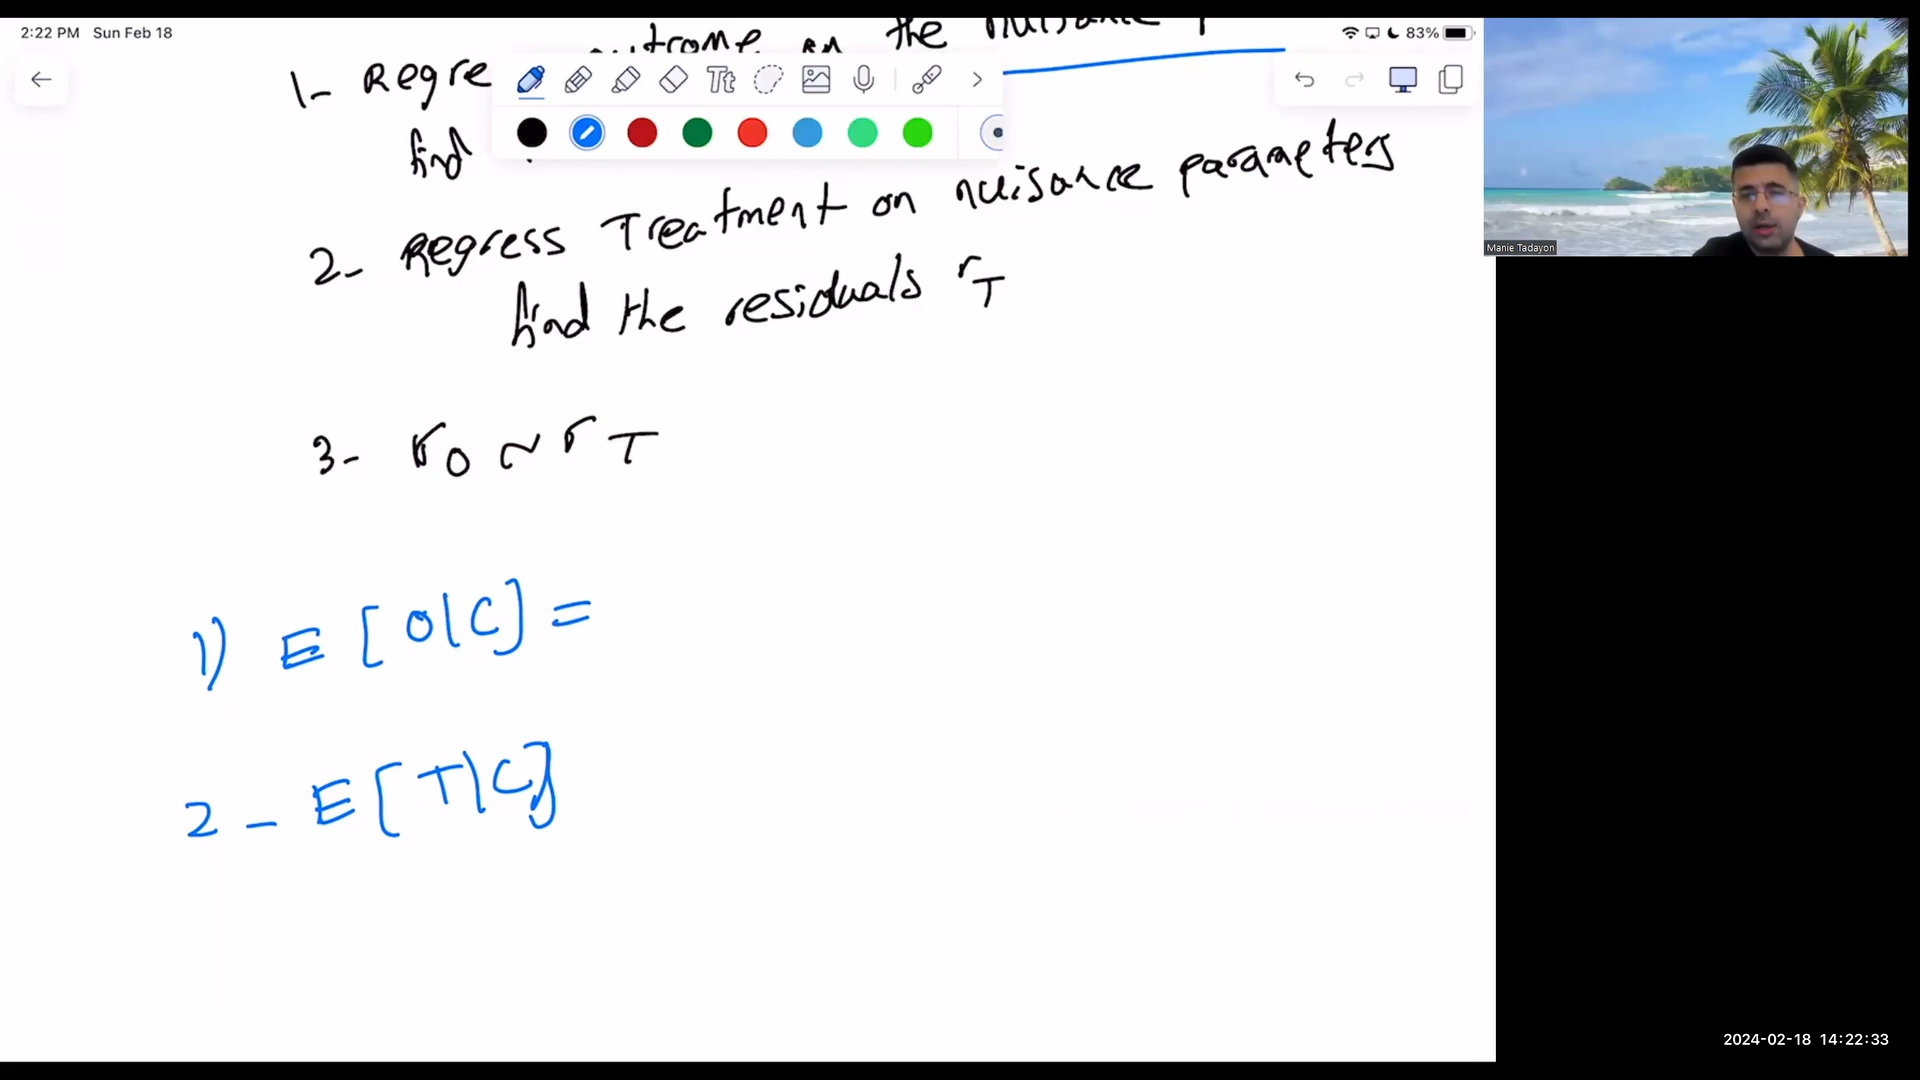 2:22 PM Sun Feb 18
83%
outcome on the nuisance
1- Regre
find
Tt
2- Regress Treatment on nuisance parameters
find the residuals r_T
3- r_O ~ r_T
1) E[O|C] =
2- E[T|C]
Manie Tadayon
2024-02-18 14:22:33